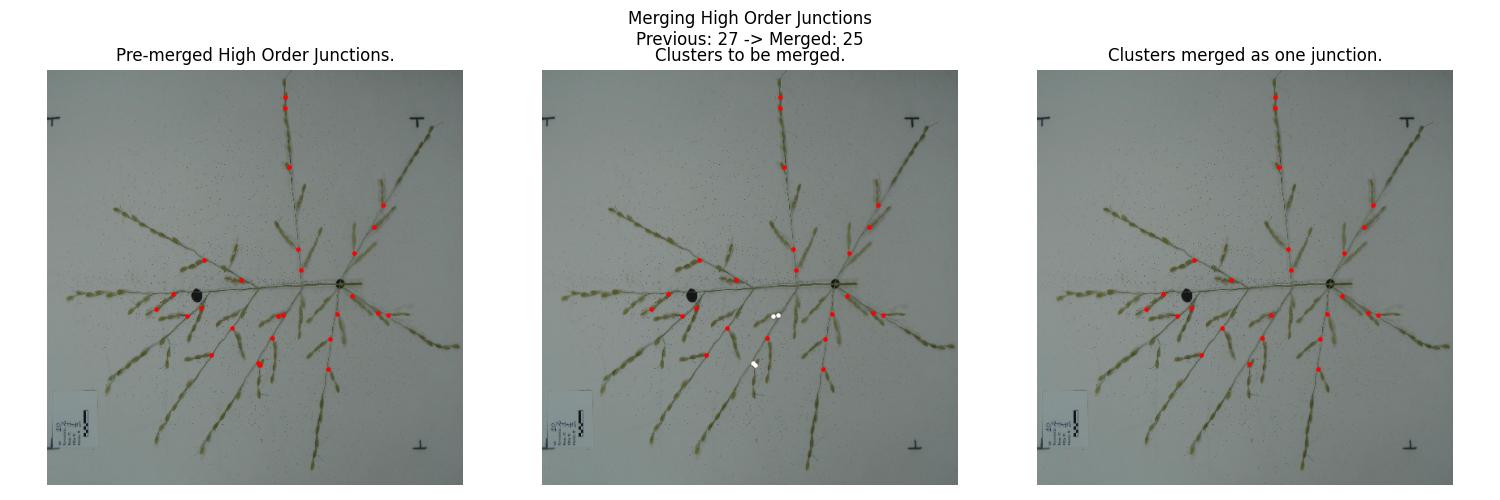 Merging High Order Junctions
Previous: 27 -> Merged: 25
Pre-merged High Order Junctions.
Clusters to be merged.
Clusters merged as one junction.